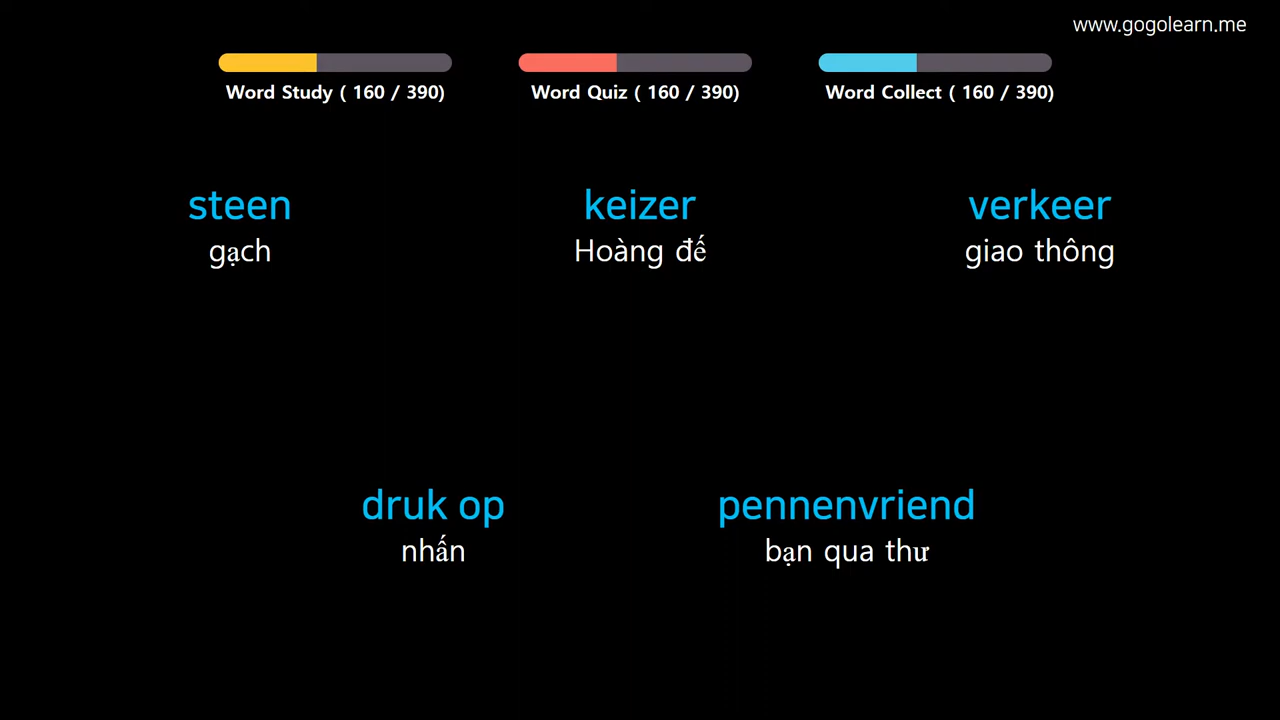 www.gogolearn.me
Word Study ( 160 / 390)
Word Quiz ( 160 / 390)
Word Collect ( 160 / 390)
steen
gạch
keizer
Hoàng đế
verkeer
giao thông
druk op
nhấn
pennenvriend
bạn qua thư